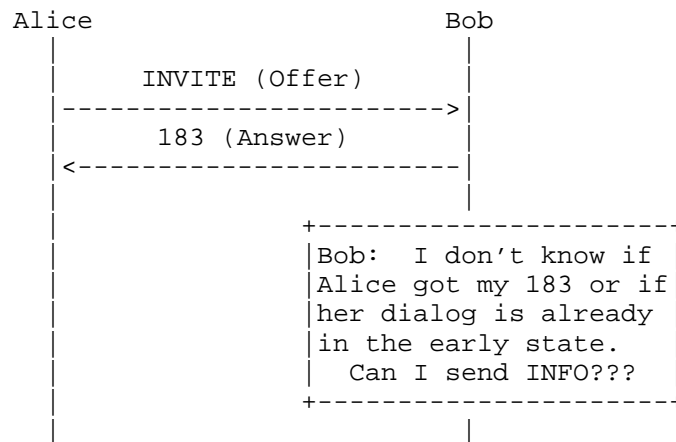 Alice Bob
INVITE (Offer)
183 (Answer)
Bob: I don't know if
Alice got my 183 or if
her dialog is already
in the early state.
Can I send INFO???